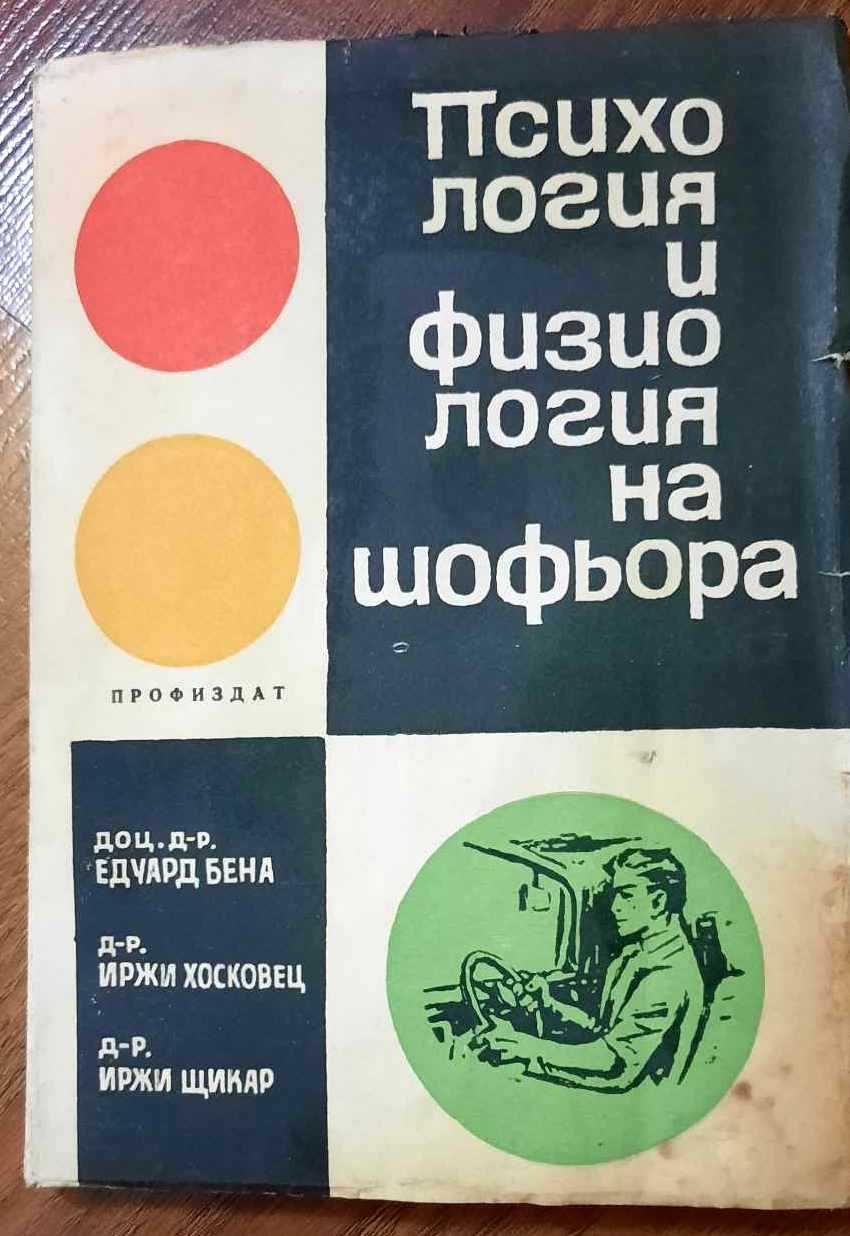 Психо
логия
и
физио
логия
на
шофьора
ПРОФИЗДАТ
ДОЦ. Д-Р.
ЕДУАРД БЕНА
Д-Р.
ИРЖИ ХОСКОВЕЦ
Д-Р.
ИРЖИ ЩИКАР